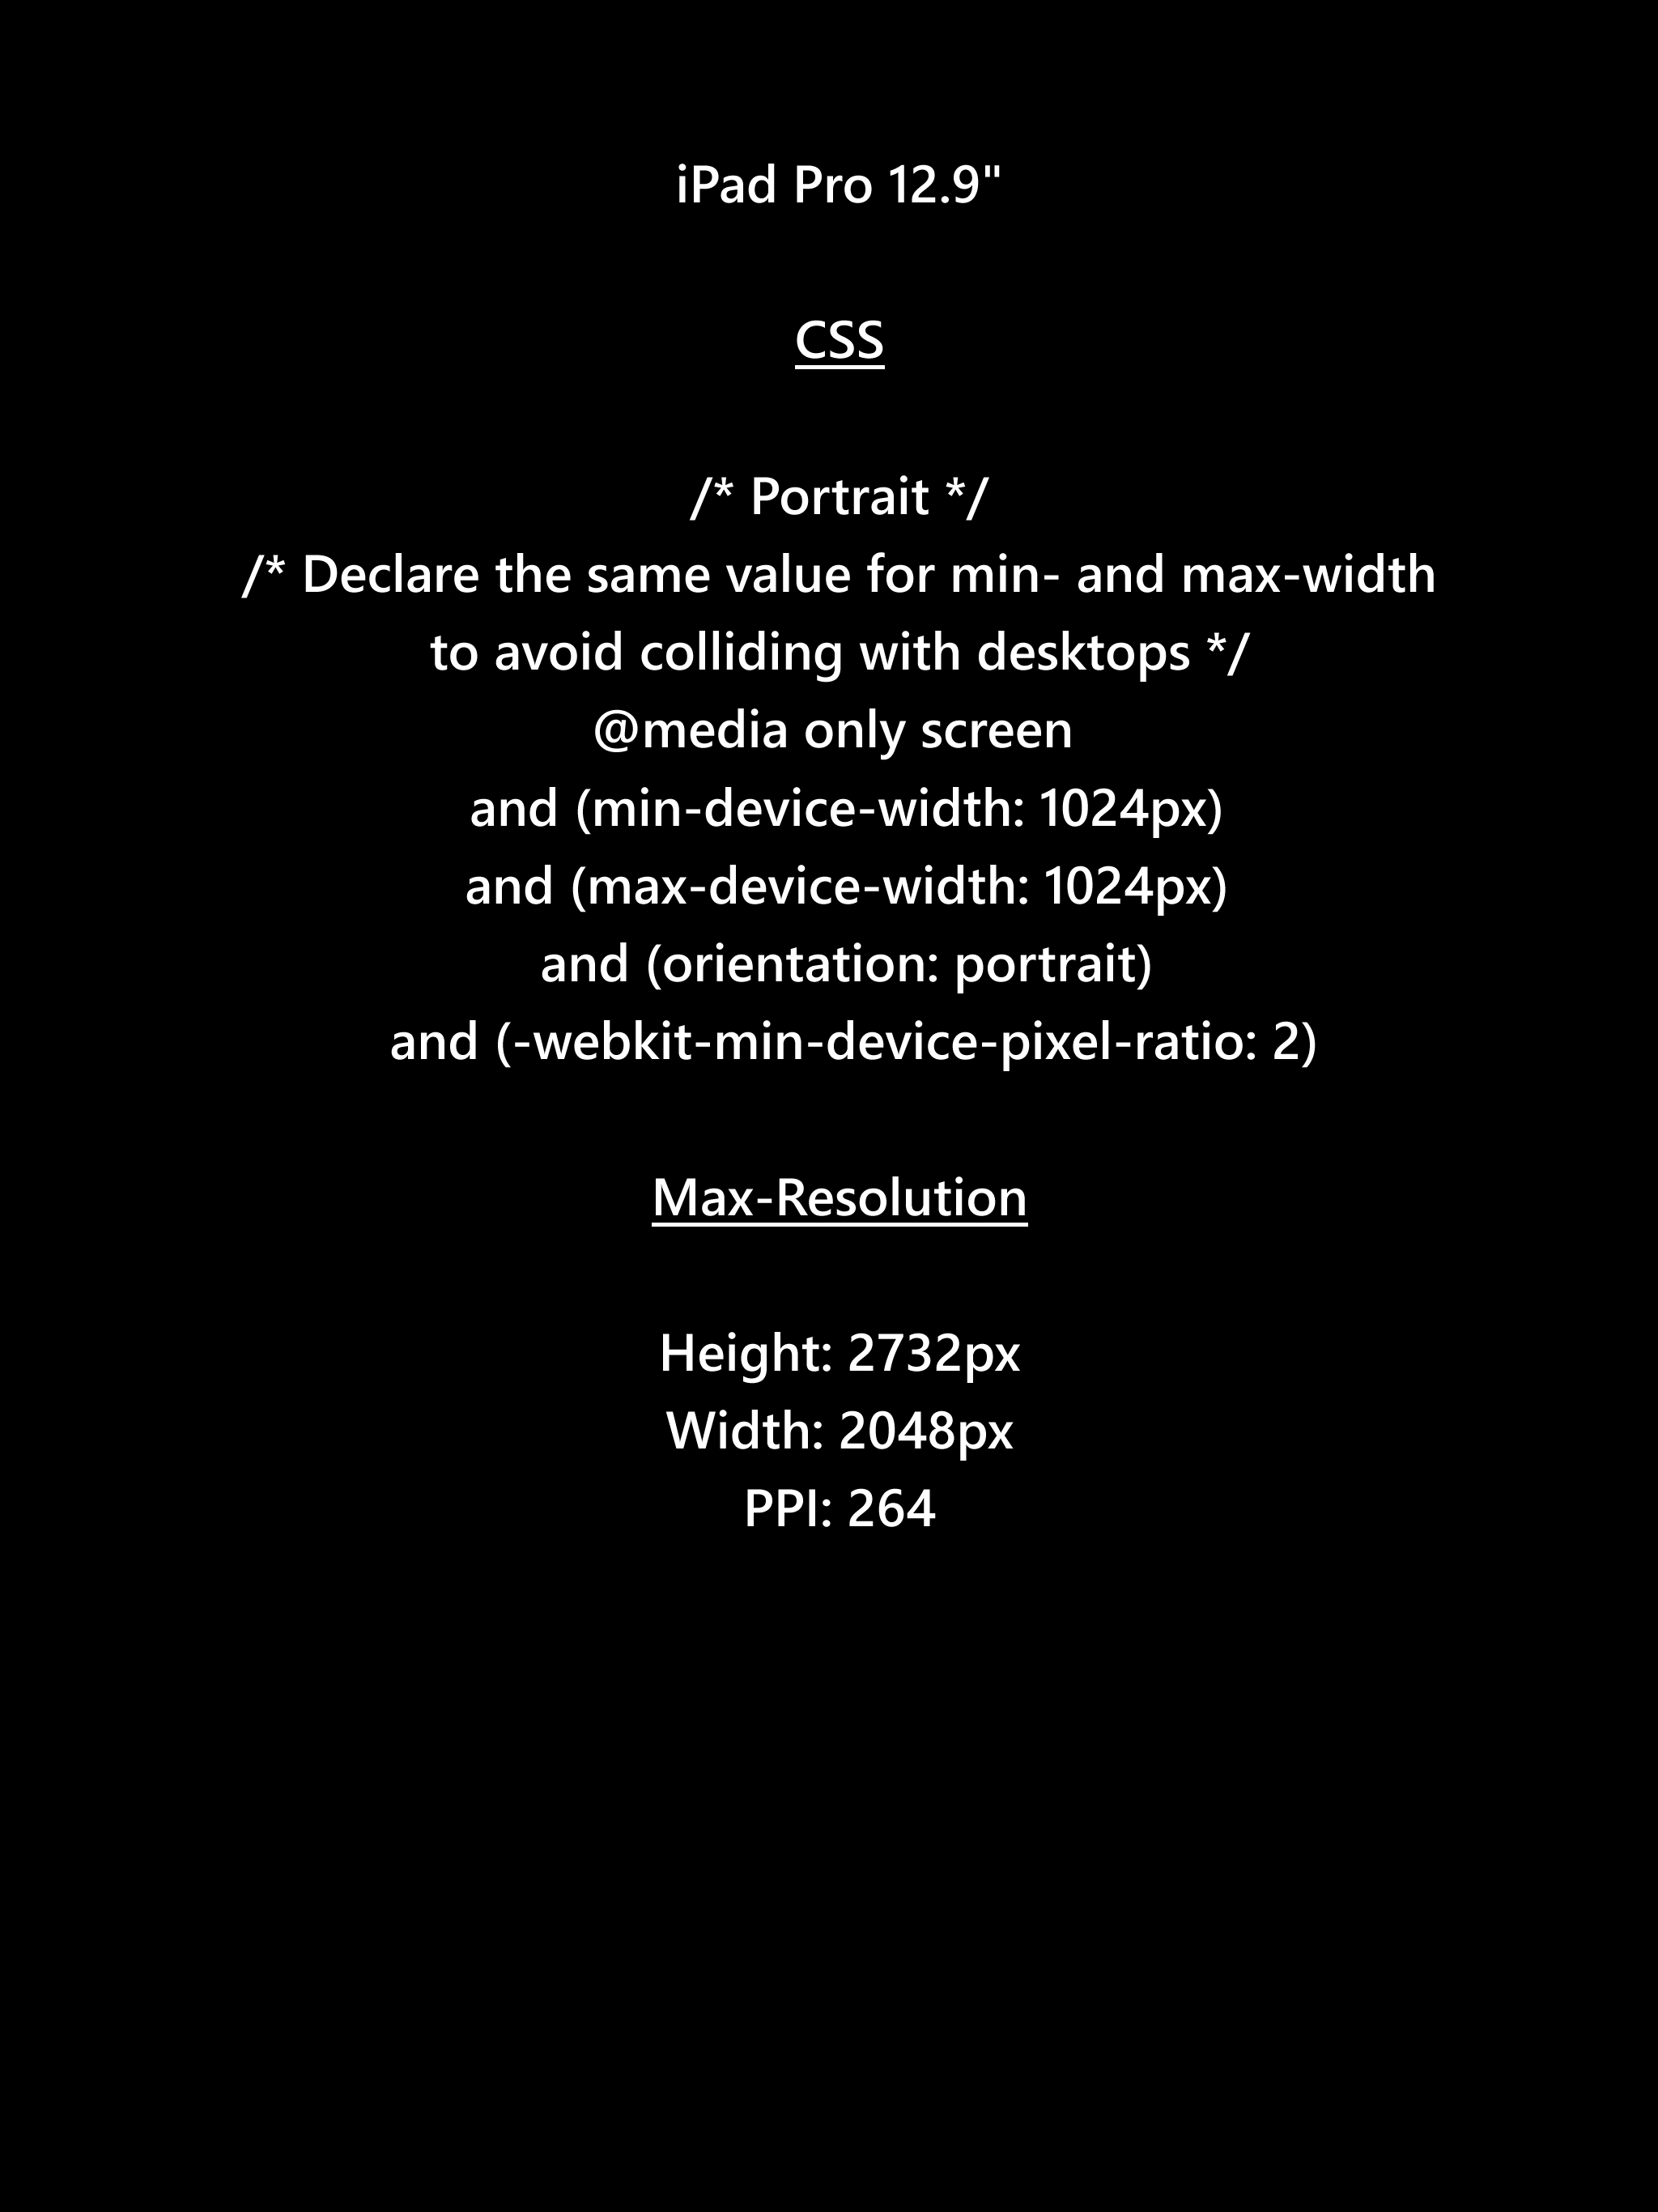 iPad Pro 12.9"
CSS
/* Portrait */
/* Declare the same value for min- and max-width
to avoid colliding with desktops */
@media only screen
and (min-device-width: 1024px)
and (max-device-width: 1024px)
and (orientation: portrait)
and (-webkit-min-device-pixel-ratio: 2)
Max-Resolution
Height: 2732px
Width: 2048px
PPI: 264